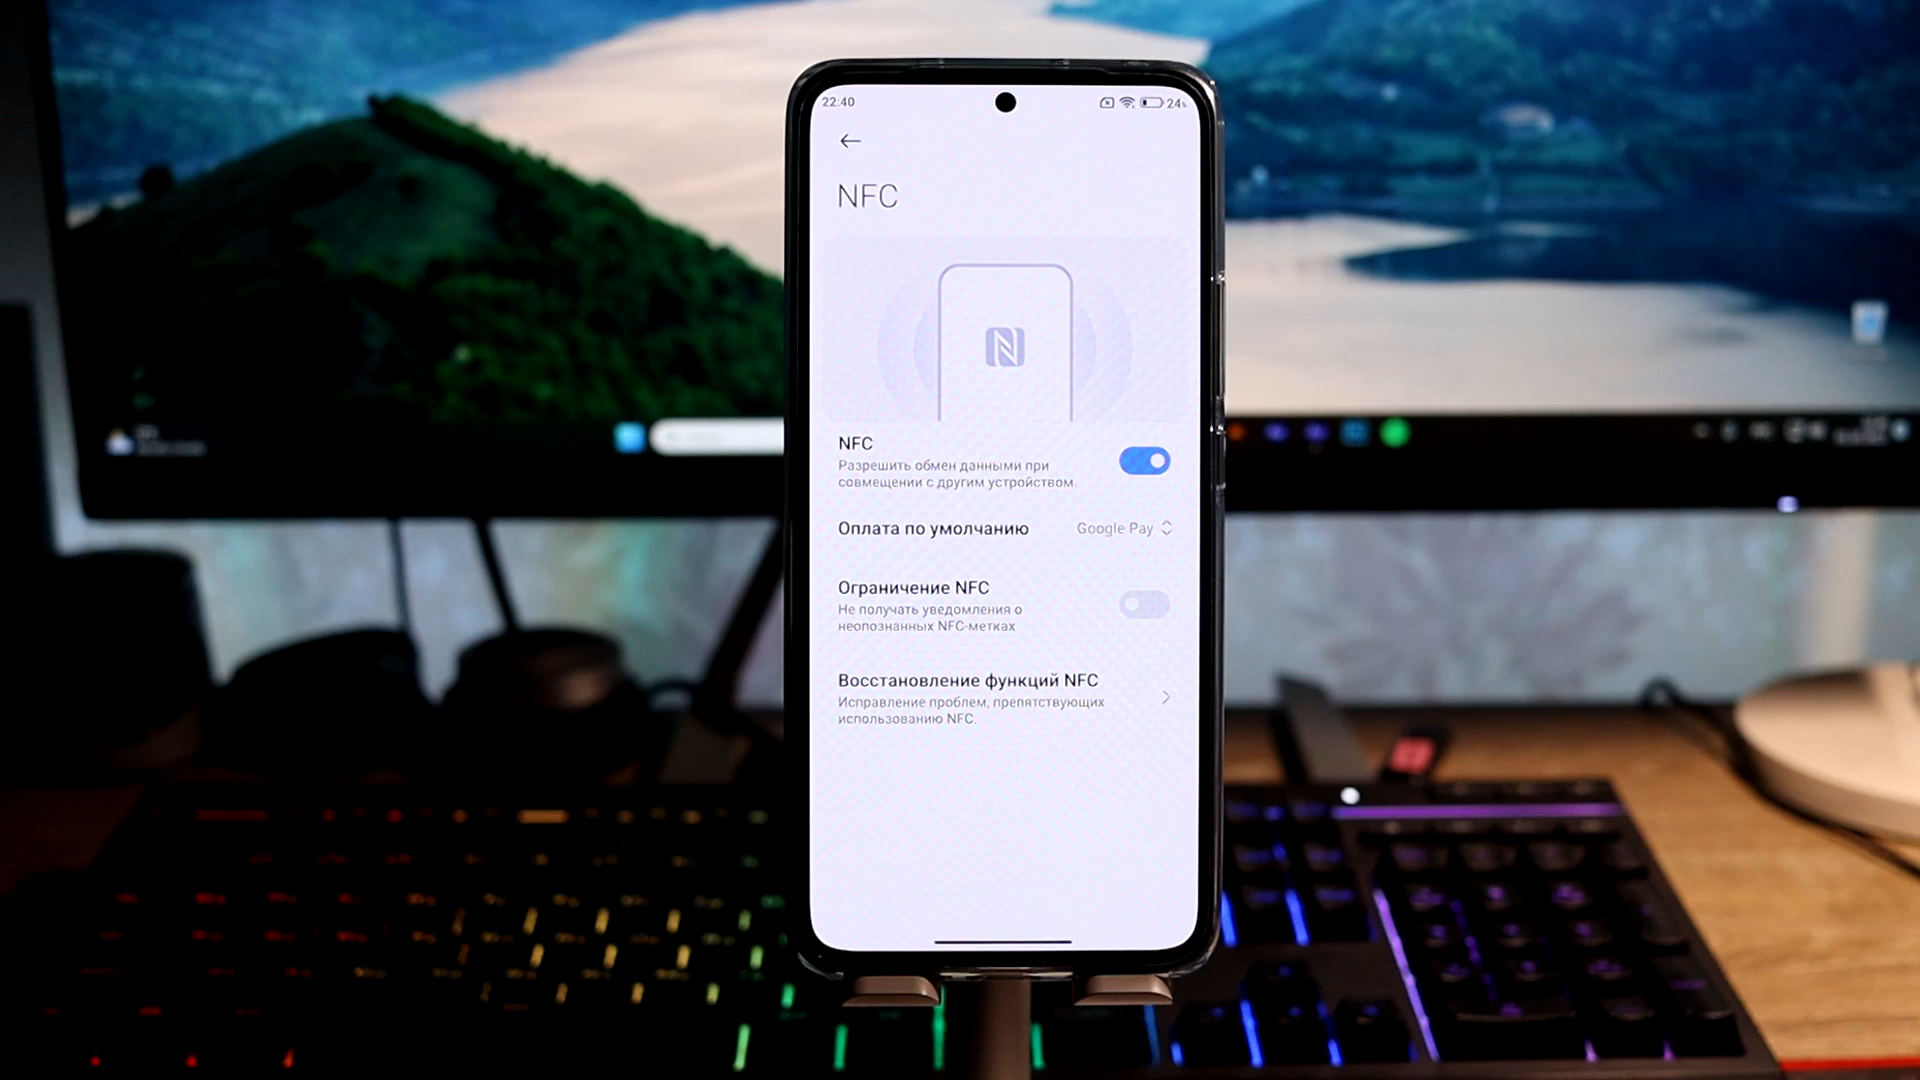 22:40
24%
NFC
NFC
Разрешить обмен данными при
совмещении с другим устройством.
Оплата по умолчанию
Google Pay
Ограничение NFC
Не получать уведомления о
неопознанных NFC-метках
Восстановление функций NFC
Исправление проблем, препятствующих
использованию NFC.